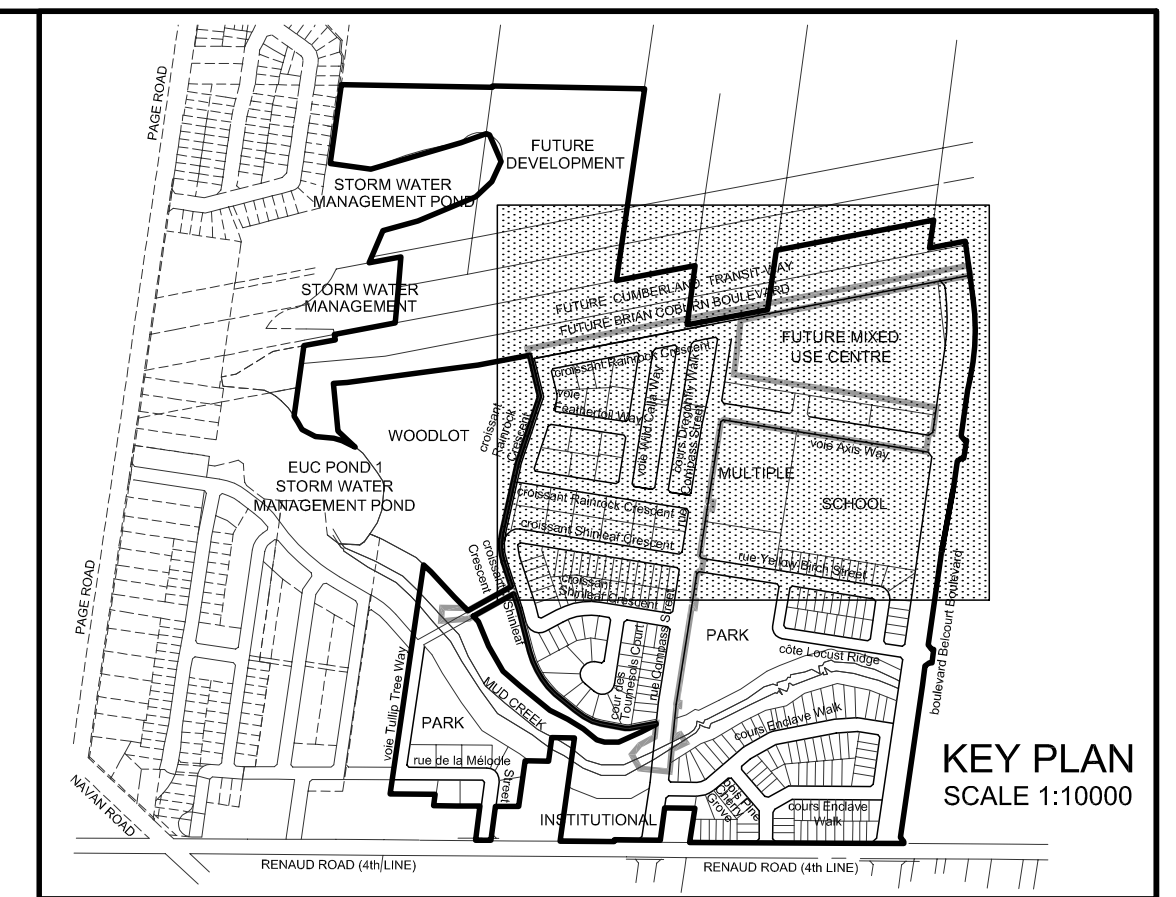 PAGE ROAD
FUTURE
DEVELOPMENT
STORM WATER
MANAGEMENT POND
STORM WATER
MANAGEMENT
FUTURE CUMBERLAND TRANSIT-WAY
FUTURE BRIAN COBURN BOULEVARD
FUTURE MIXED
USE CENTRE
croissant Rainrock Crescent
voie
Featherfoil Way
voie Wild Calla Way
cours Dragonfly Walk
rue Compass Street
croissant
Rainrock
Crescent
WOODLOT
voie Axis Way
MULTIPLE
SCHOOL
EUC POND 1
STORM WATER
MANAGEMENT POND
croissant Rainrock Crescent
croissant Shinleaf Crescent
rue Yellow Birch Street
croissant
Shinleaf Crescent
croissant Shinleaf
Crescent
PAGE ROAD
boulevard Belcourt Boulevard
PARK
côte Locust Ridge
rue Compass Street
cour des
Tournesols Court
voie Tullip Tree Way
MUD CREEK
PARK
cours Enclave Walk
rue de la Mélodie
Street
KEY PLAN
SCALE 1:10000
NAVAN ROAD
bois Pine
Cherry
Grove
cours Enclave
Walk
INSTITUTIONAL
RENAUD ROAD (4th LINE)
RENAUD ROAD (4th LINE)